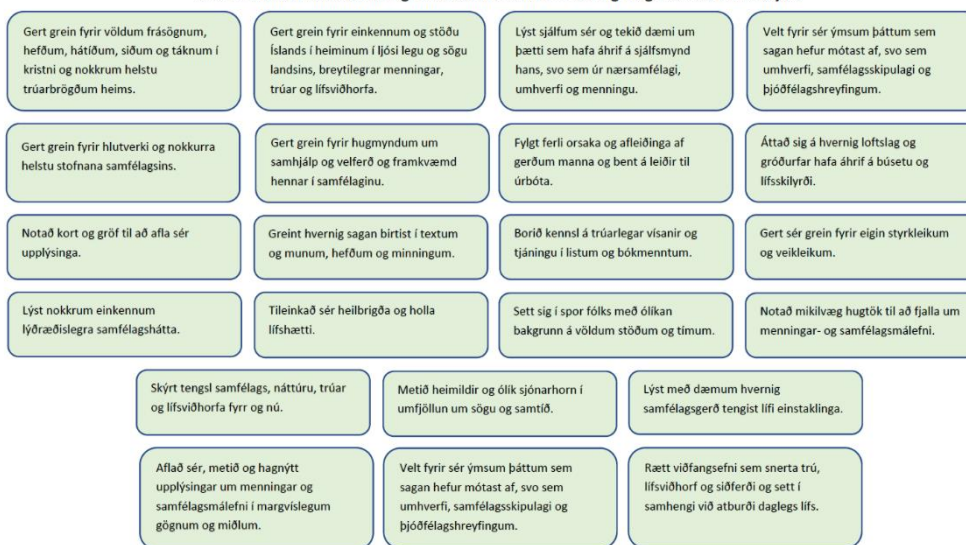 Gert grein fyrir völdum frásögnum,
hefðum, hátíðum, siðum og táknum í
kristni og nokkrum helstu
trúarbrögðum heims.
Gert grein fyrir einkennum og stöðu
Íslands í heiminum í ljósi legu og sögu
landsins, breytilegrar menningar,
trúar og lífsviðhorfa.
Lýst sjálfum sér og tekið dæmi um
þætti sem hafa áhrif á sjálfsmynd
hans, svo sem úr nærsamfélagi,
umhverfi og menningu.
Velt fyrir sér ýmsum þáttum sem
sagan hefur mótast af, svo sem
umhverfi, samfélagsskipulagi og
þjóðfélagshreyfingum.
Gert grein fyrir hlutverki og nokkurra
helstu stofnana samfélagsins.
Gert grein fyrir hugmyndum um
samhjálp og velferð og framkvæmd
hennar í samfélaginu.
Fylgt ferli orsaka og afleiðinga af
gerðum manna og bent á leiðir til
úrbóta.
Áttað sig á hvernig loftslag og
gróðurfar hafa áhrif á búsetu og
lífsskilyrði.
Notað kort og gröf til að afla sér
upplýsinga.
Greint hvernig sagan birtist í textum
og munum, hefðum og minningum.
Borið kennsl á trúarlegar vísanir og
tjáningu í listum og bókmenntum.
Gert sér grein fyrir eigin styrkleikum
og veikleikum.
Lýst nokkrum einkennum
lýðræðislegra samfélagshátta.
Tileinkað sér heilbrigða og holla
lífshætti.
Sett sig í spor fólks með ólíkan
bakgrunn á völdum stöðum og tímum.
Notað mikilvæg hugtök til að fjalla um
menningar- og samfélagsmálefni.
Skýrt tengsl samfélags, náttúru, trúar
og lífsviðhorfa fyrr og nú.
Metið heimildir og ólík sjónarhorn í
umfjöllun um sögu og samtíð.
Lýst með dæmum hvernig
samfélagsgerð tengist lífi einstaklinga.
Aflað sér, metið og hagnýtt
upplýsingar um menningar og
samfélagsmálefni í margvíslegum
gögnum og miðlum.
Velt fyrir sér ýmsum þáttum sem
sagan hefur mótast af, svo sem
umhverfi, samfélagsskipulagi og
þjóðfélagshreyfingum.
Rætt viðfangsefni sem snerta trú,
lífsviðhorf og siðferði og sett í
samhengi við atburði daglegs lífs.